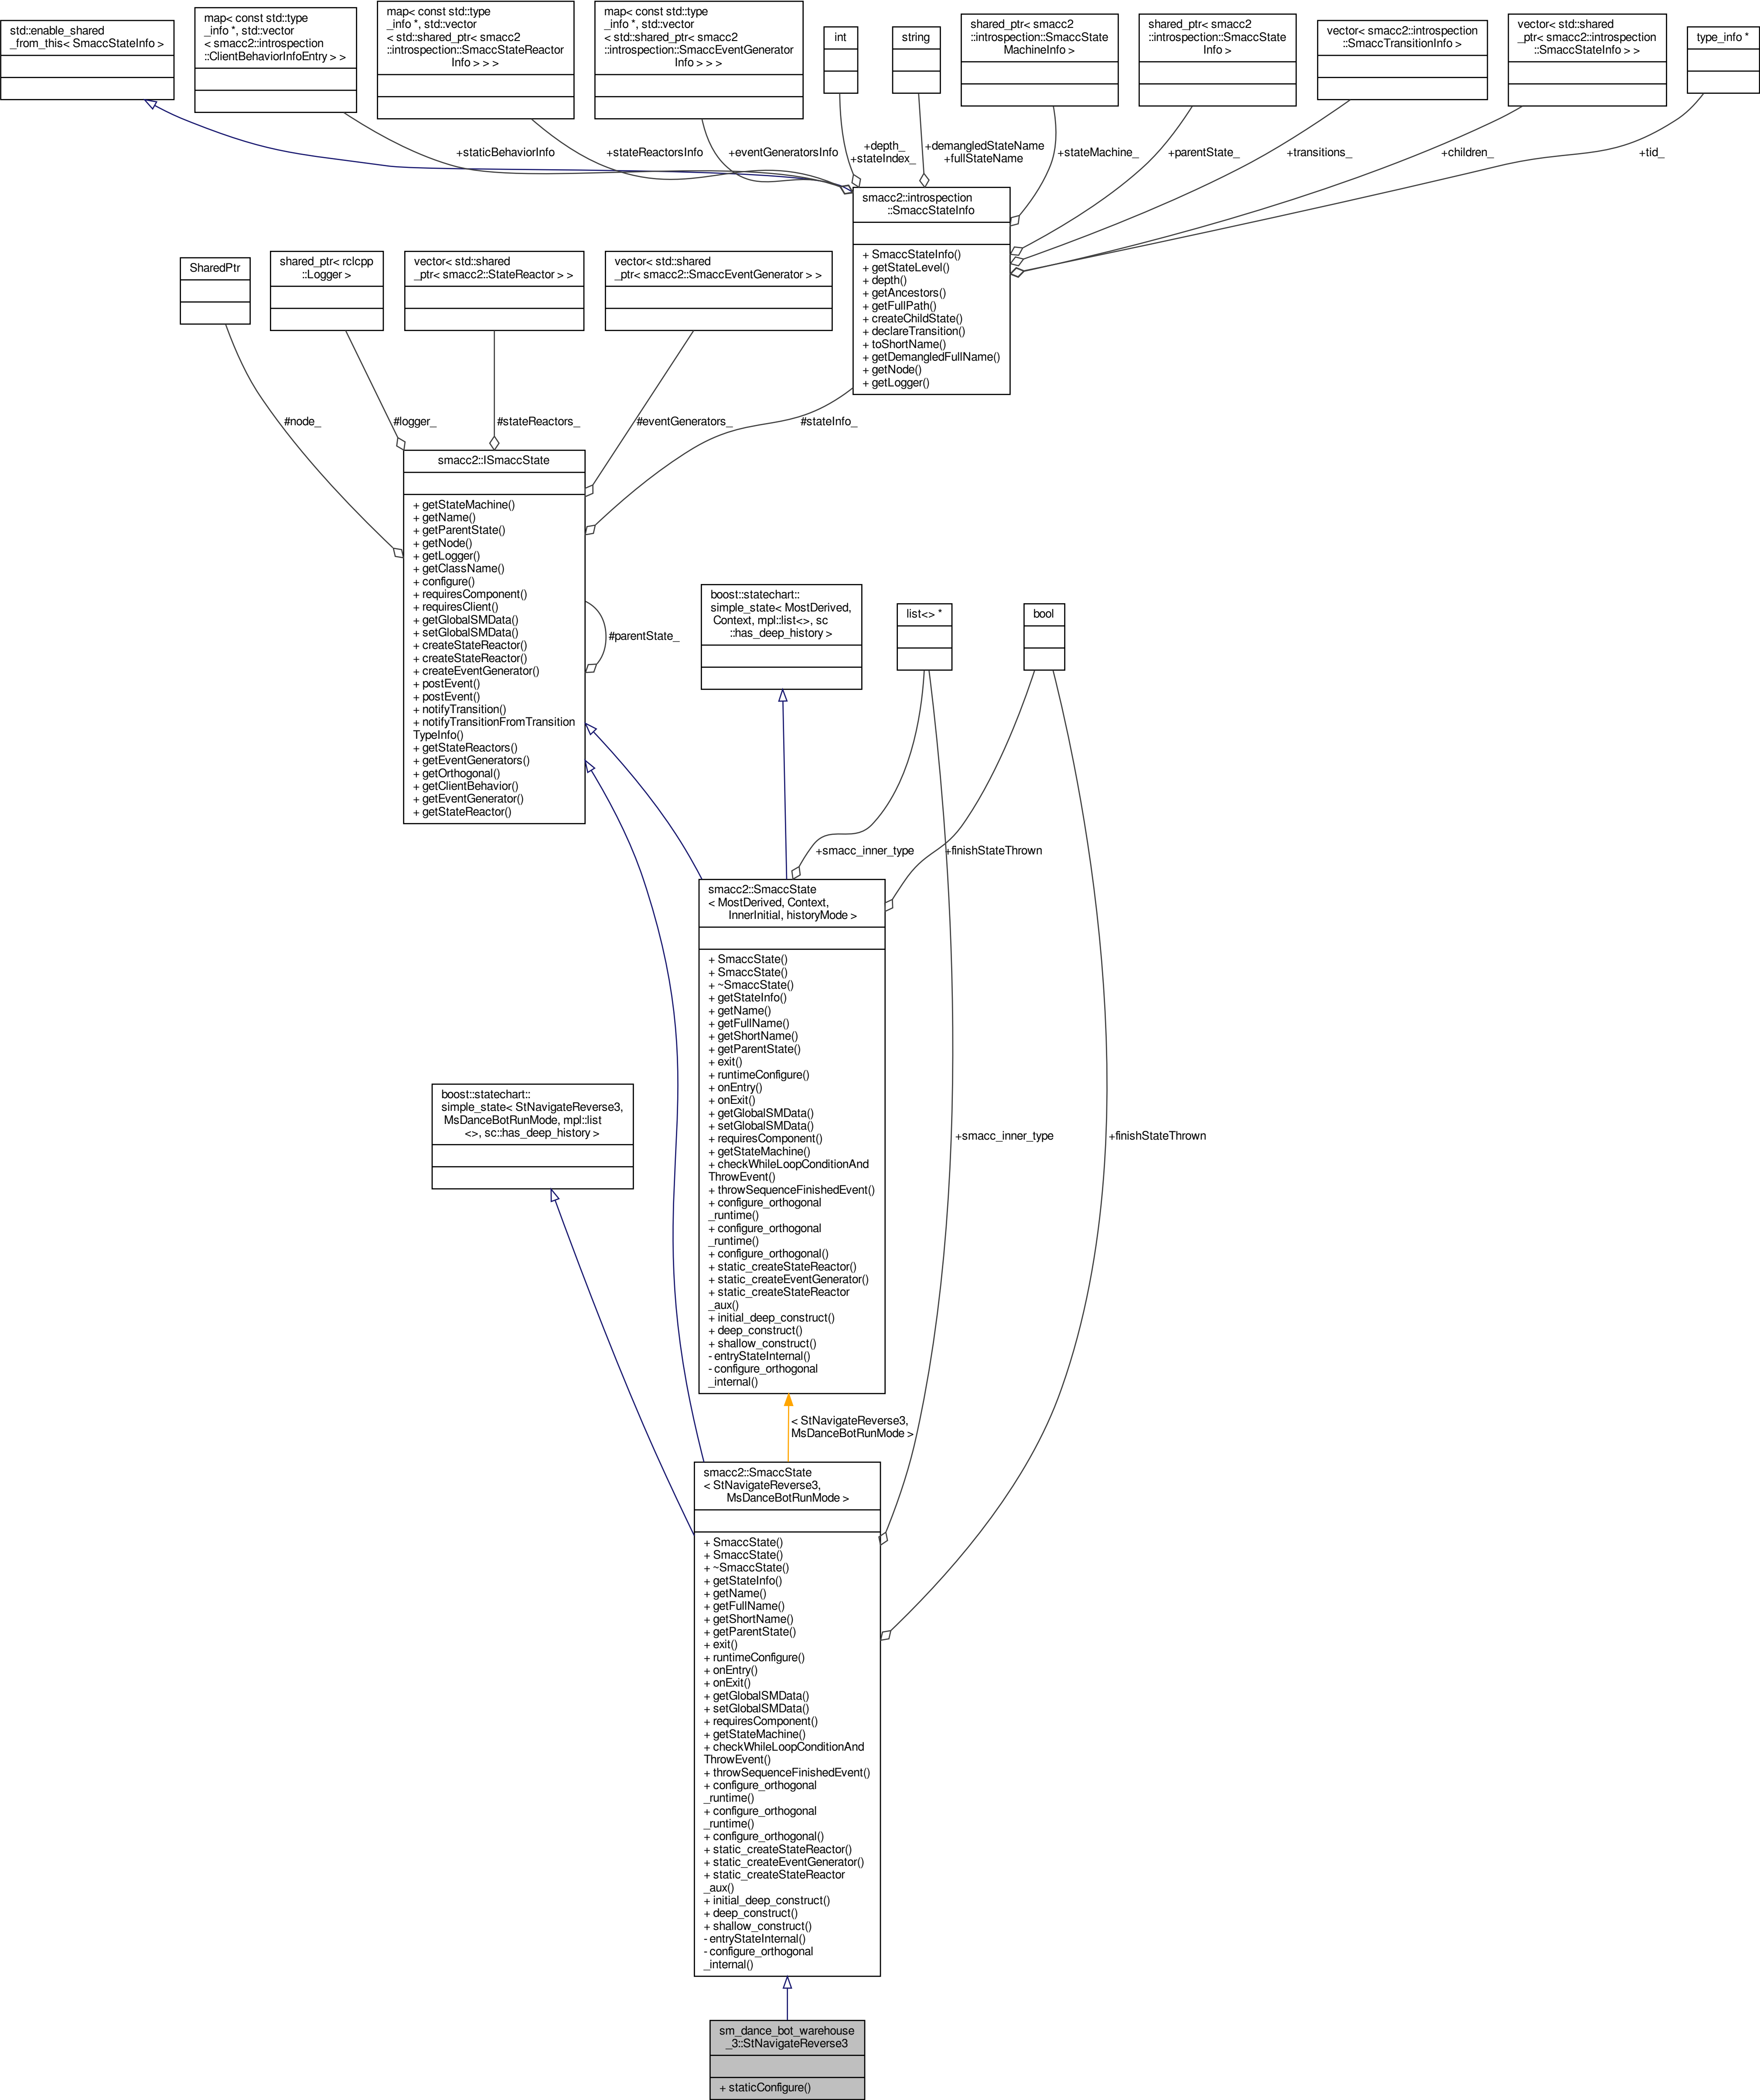 std::enable_shared
_from_this< SmaccStateInfo >
map< const std::type
_info *, std::vector
< smacc2::introspection
::ClientBehaviorInfoEntry > >
map< const std::type
_info *, std::vector
< std::shared_ptr< smacc2
::introspection::SmaccStateReactor
Info > > >
map< const std::type
_info *, std::vector
< std::shared_ptr< smacc2
::introspection::SmaccEventGenerator
Info > > >
int
string
shared_ptr< smacc2
::introspection::SmaccState
MachineInfo >
shared_ptr< smacc2
::introspection::SmaccState
Info >
vector< smacc2::introspection
::SmaccTransitionInfo >
vector< std::shared
_ptr< smacc2::introspection
::SmaccStateInfo > >
type_info *
+staticBehaviorInfo
+stateReactorsInfo
+eventGeneratorsInfo
+depth_
+stateIndex_
+demangledStateName
+fullStateName
+stateMachine_
+parentState_
+transitions_
+children_
+tid_
smacc2::introspection
::SmaccStateInfo
+ SmaccStateInfo()
+ getStateLevel()
+ depth()
+ getAncestors()
+ getFullPath()
+ createChildState()
+ declareTransition()
+ toShortName()
+ getDemangledFullName()
+ getNode()
+ getLogger()
SharedPtr
shared_ptr< rclcpp
::Logger >
vector< std::shared
_ptr< smacc2::StateReactor > >
vector< std::shared
_ptr< smacc2::SmaccEventGenerator > >
#node_
#logger_
#stateReactors_
#eventGenerators_
#stateInfo_
smacc2::ISmaccState
+ getStateMachine()
+ getName()
+ getParentState()
+ getNode()
+ getLogger()
+ getClassName()
+ configure()
+ requiresComponent()
+ requiresClient()
+ getGlobalSMData()
+ setGlobalSMData()
+ createStateReactor()
+ createStateReactor()
+ createEventGenerator()
+ postEvent()
+ postEvent()
+ notifyTransition()
+ notifyTransitionFromTransition
TypeInfo()
+ getStateReactors()
+ getEventGenerators()
+ getOrthogonal()
+ getClientBehavior()
+ getEventGenerator()
+ getStateReactor()
#parentState_
boost::statechart::
simple_state< MostDerived,
Context, mpl::list<>, sc
::has_deep_history >
list<> *
bool
+smacc_inner_type
+finishStateThrown
smacc2::SmaccState
< MostDerived, Context,
InnerInitial, historyMode >
+ SmaccState()
+ SmaccState()
+ ~SmaccState()
+ getStateInfo()
+ getName()
+ getFullName()
+ getShortName()
+ getParentState()
+ exit()
+ runtimeConfigure()
+ onEntry()
+ onExit()
+ getGlobalSMData()
+ setGlobalSMData()
+ requiresComponent()
+ getStateMachine()
+ checkWhileLoopConditionAnd
ThrowEvent()
+ throwSequenceFinishedEvent()
+ configure_orthogonal
_runtime()
+ configure_orthogonal
_runtime()
+ configure_orthogonal()
+ static_createStateReactor()
+ static_createEventGenerator()
+ static_createStateReactor
_aux()
+ initial_deep_construct()
+ deep_construct()
+ shallow_construct()
- entryStateInternal()
- configure_orthogonal
_internal()
boost::statechart::
simple_state< StNavigateReverse3,
MsDanceBotRunMode, mpl::list
<>, sc::has_deep_history >
+smacc_inner_type
+finishStateThrown
< StNavigateReverse3,
MsDanceBotRunMode >
smacc2::SmaccState
< StNavigateReverse3,
MsDanceBotRunMode >
+ SmaccState()
+ SmaccState()
+ ~SmaccState()
+ getStateInfo()
+ getName()
+ getFullName()
+ getShortName()
+ getParentState()
+ exit()
+ runtimeConfigure()
+ onEntry()
+ onExit()
+ getGlobalSMData()
+ setGlobalSMData()
+ requiresComponent()
+ getStateMachine()
+ checkWhileLoopConditionAnd
ThrowEvent()
+ throwSequenceFinishedEvent()
+ configure_orthogonal
_runtime()
+ configure_orthogonal
_runtime()
+ configure_orthogonal()
+ static_createStateReactor()
+ static_createEventGenerator()
+ static_createStateReactor
_aux()
+ initial_deep_construct()
+ deep_construct()
+ shallow_construct()
- entryStateInternal()
- configure_orthogonal
_internal()
sm_dance_bot_warehouse
_3::StNavigateReverse3
+ staticConfigure()